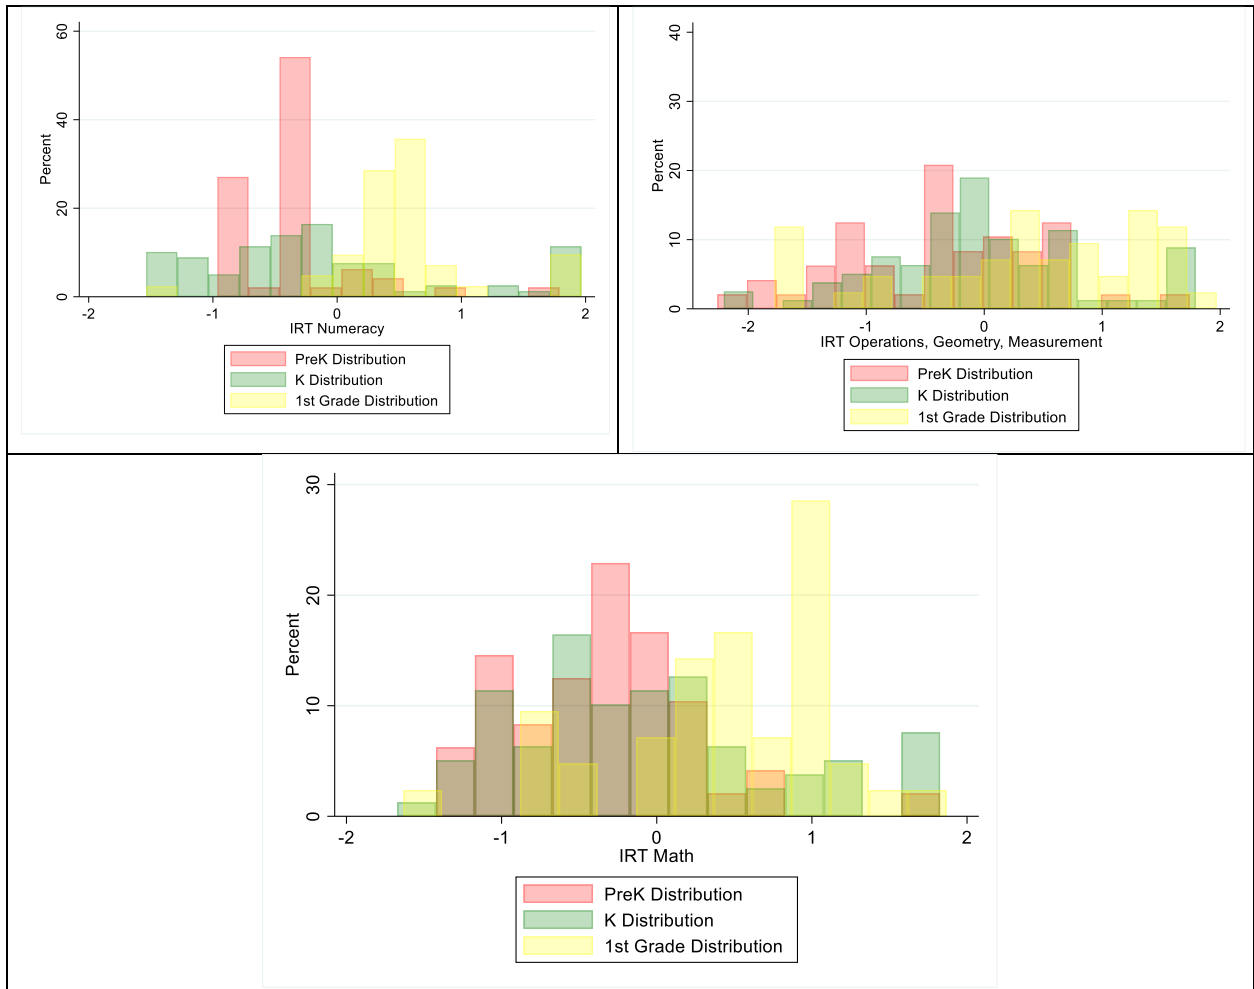 60
40
20
0
Percent
-2 -1 0 1 2
IRT Numeracy
PreK Distribution
K Distribution
1st Grade Distribution
40
30
20
10
0
Percent
-2 -1 0 1 2
IRT Operations, Geometry, Measurement
PreK Distribution
K Distribution
1st Grade Distribution
30
20
10
0
Percent
-2 -1 0 1 2
IRT Math
PreK Distribution
K Distribution
1st Grade Distribution